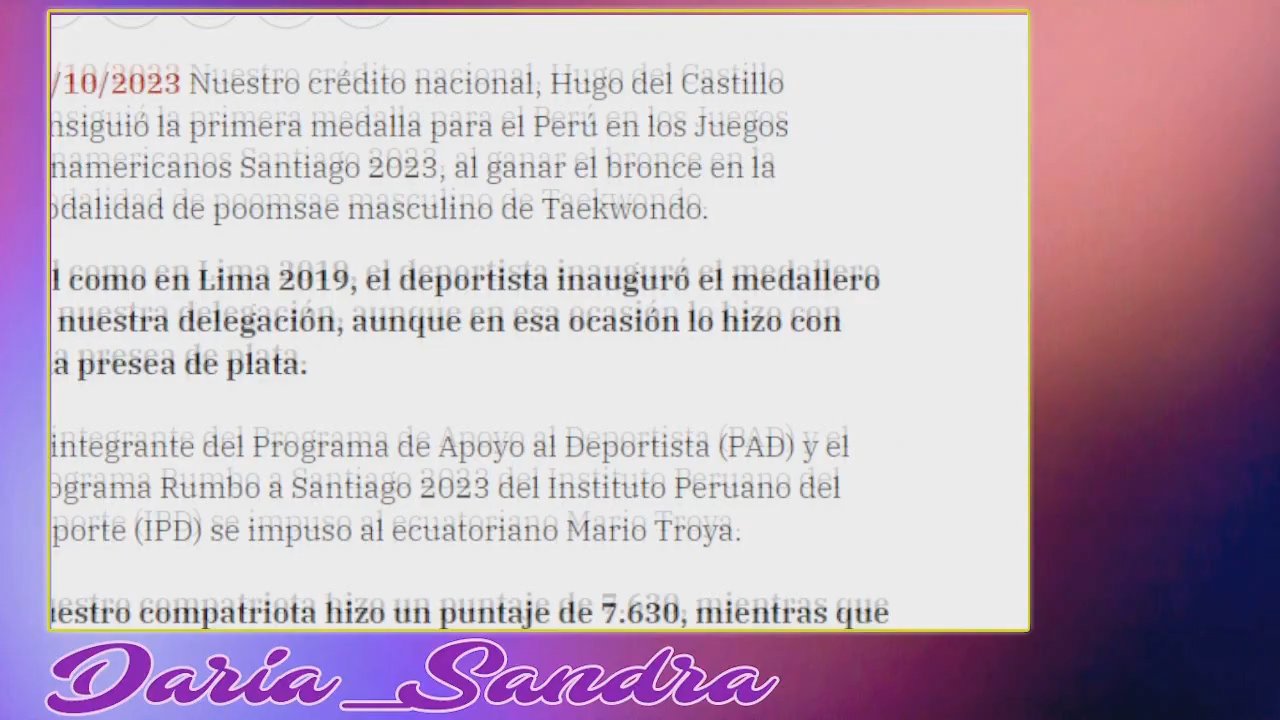 /10/2023 Nuestro crédito nacional, Hugo del Castillo
nsiguió la primera medalla para el Perú en los Juegos
namericanos Santiago 2023, al ganar el bronce en la
odalidad de poomsae masculino de Taekwondo.
l como en Lima 2019, el deportista inauguró el medallero
nuestra delegación, aunque en esa ocasión lo hizo con
a presea de plata.
integrante del Programa de Apoyo al Deportista (PAD) y el
ograma Rumbo a Santiago 2023 del Instituto Peruano del
porte (IPD) se impuso al ecuatoriano Mario Troya.
uestro compatriota hizo un puntaje de 7.630, mientras que
Daria_Sandra